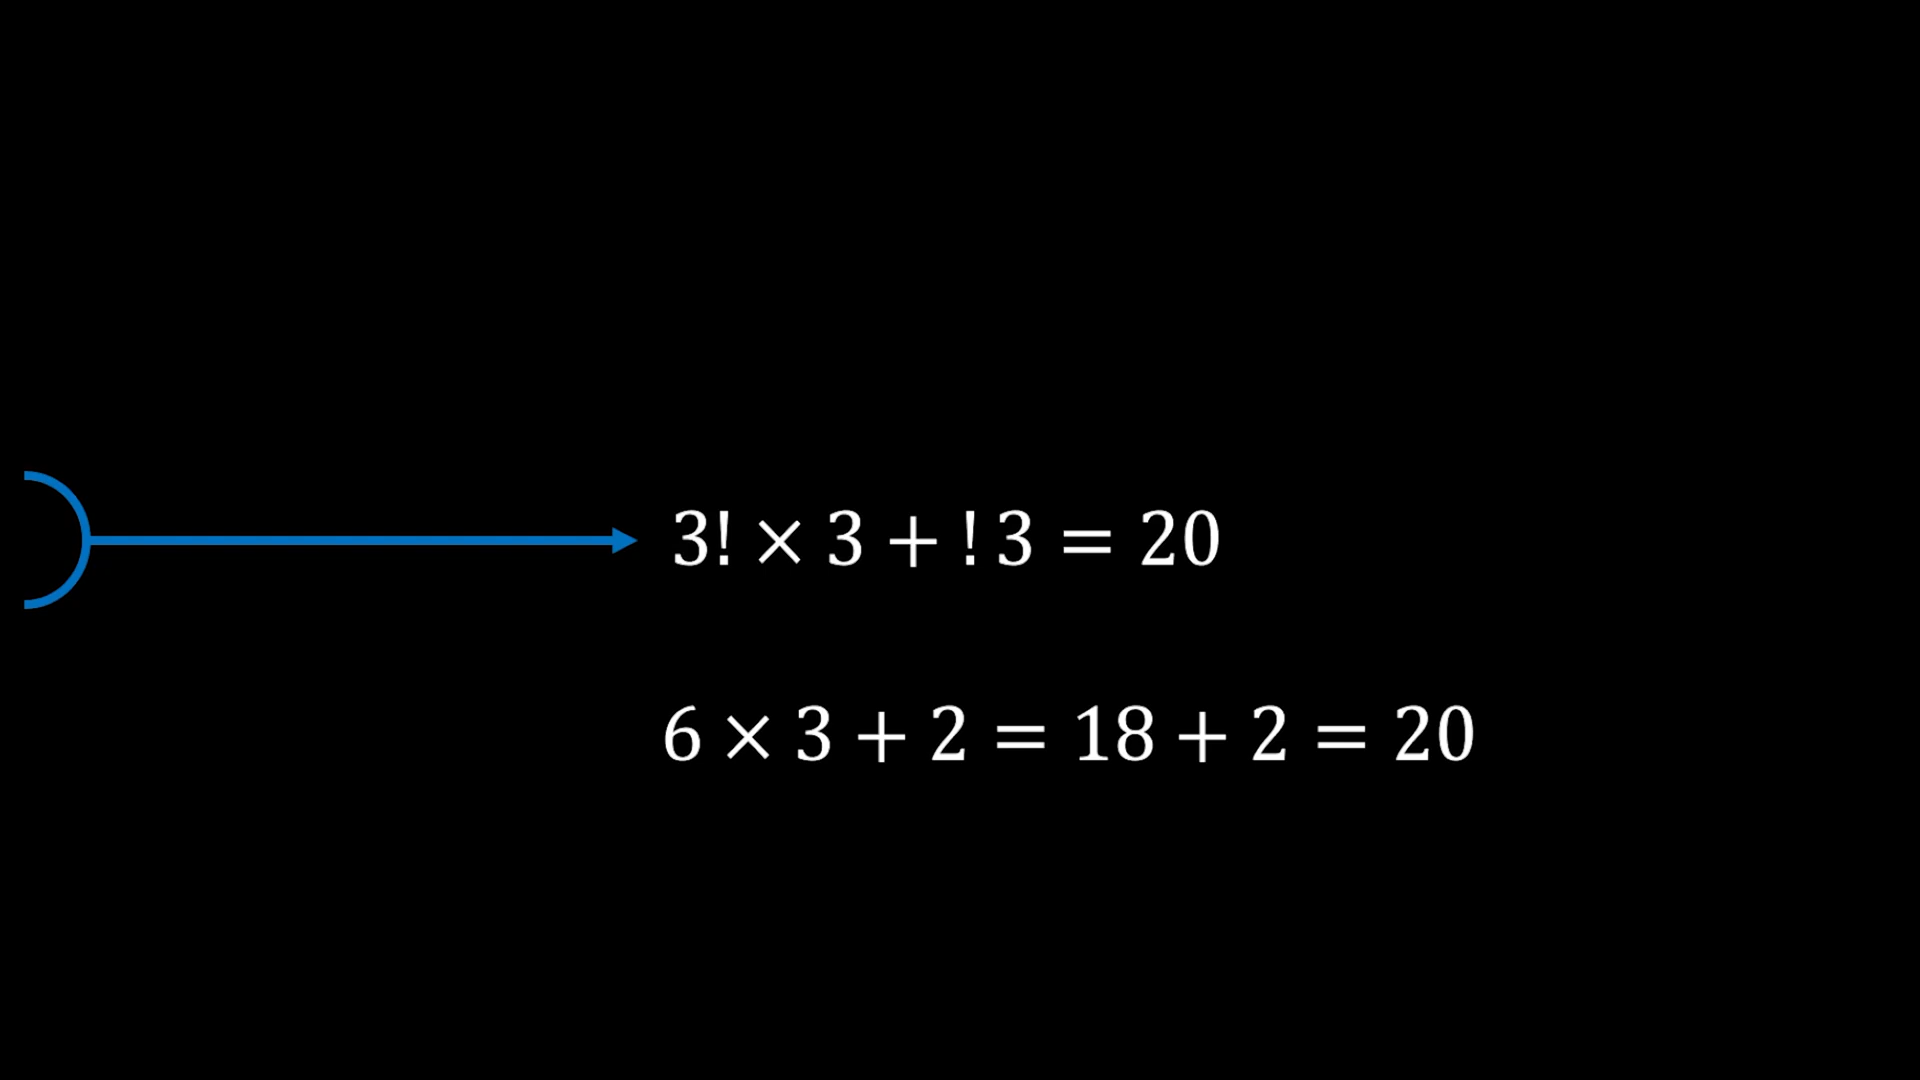 3! × 3 + ! 3 = 20
6 × 3 + 2 = 18 + 2 = 20